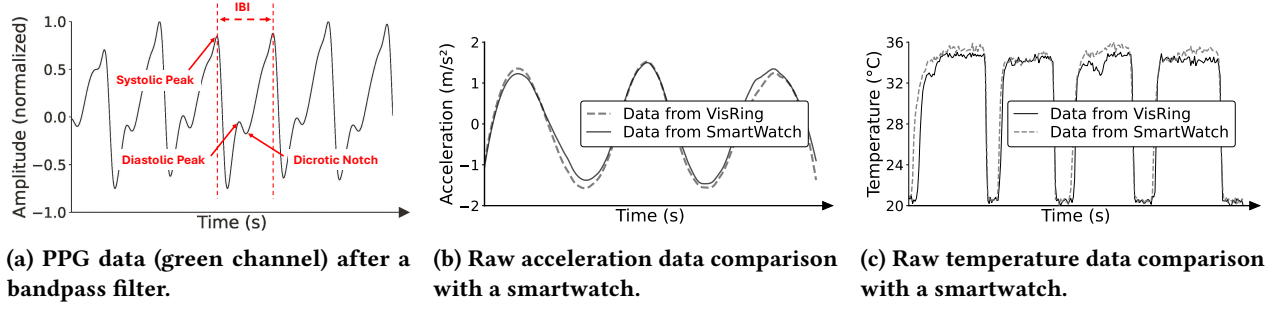 IBI
1.0
0.5
0.0
−0.5
−1.0
Amplitude (normalized)
Systolic Peak
Diastolic Peak
Dicrotic Notch
Time (s)
(a) PPG data (green channel) after a
bandpass filter.
2
1
0
−1
−2
Acceleration (m/s²)
Data from VisRing
Data from SmartWatch
Time (s)
(b) Raw acceleration data comparison
with a smartwatch.
36
32
28
24
20
Temperature (°C)
Data from VisRing
Data from SmartWatch
Time (s)
(c) Raw temperature data comparison
with a smartwatch.